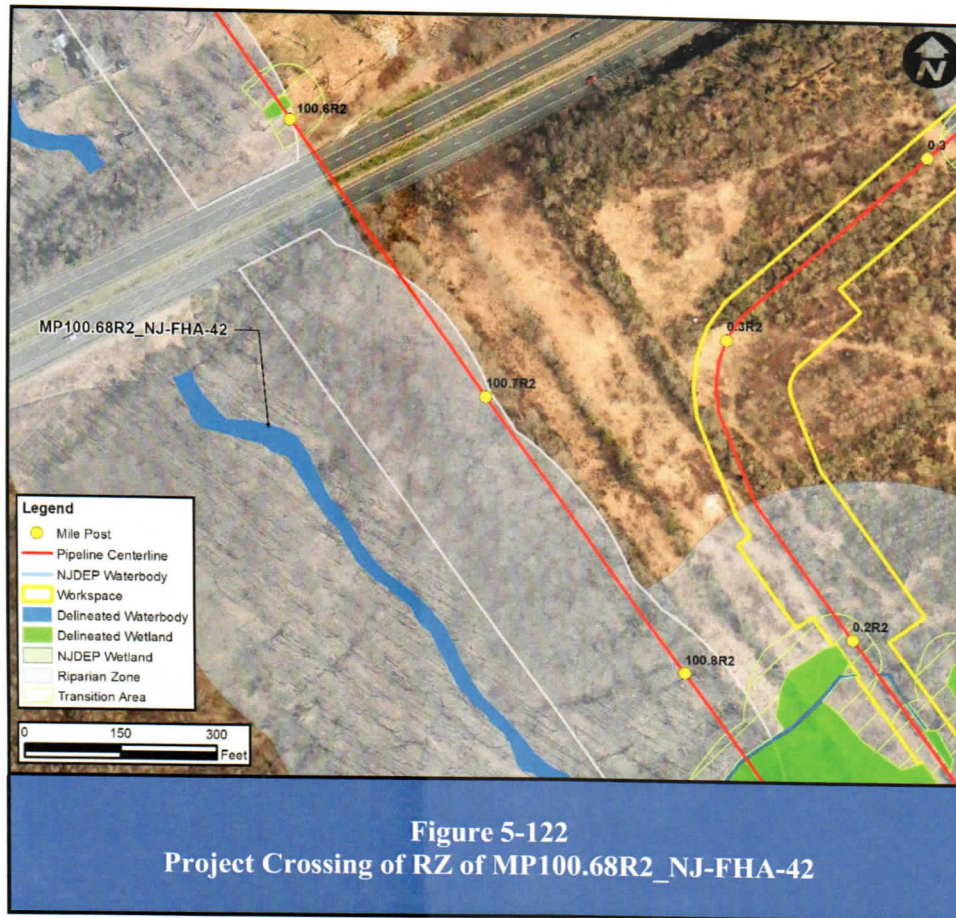 N
100.6R2
0.3
MP100.68R2_NJ-FHA-42
0.3R2
100.7R2
0.2R2
100.8R2
Legend
Mile Post
Pipeline Centerline
NJDEP Waterbody
Workspace
Delineated Waterbody
Delineated Wetland
NJDEP Wetland
Riparian Zone
Transition Area
0 150 300
Feet
Figure 5-122
Project Crossing of RZ of MP100.68R2_NJ-FHA-42